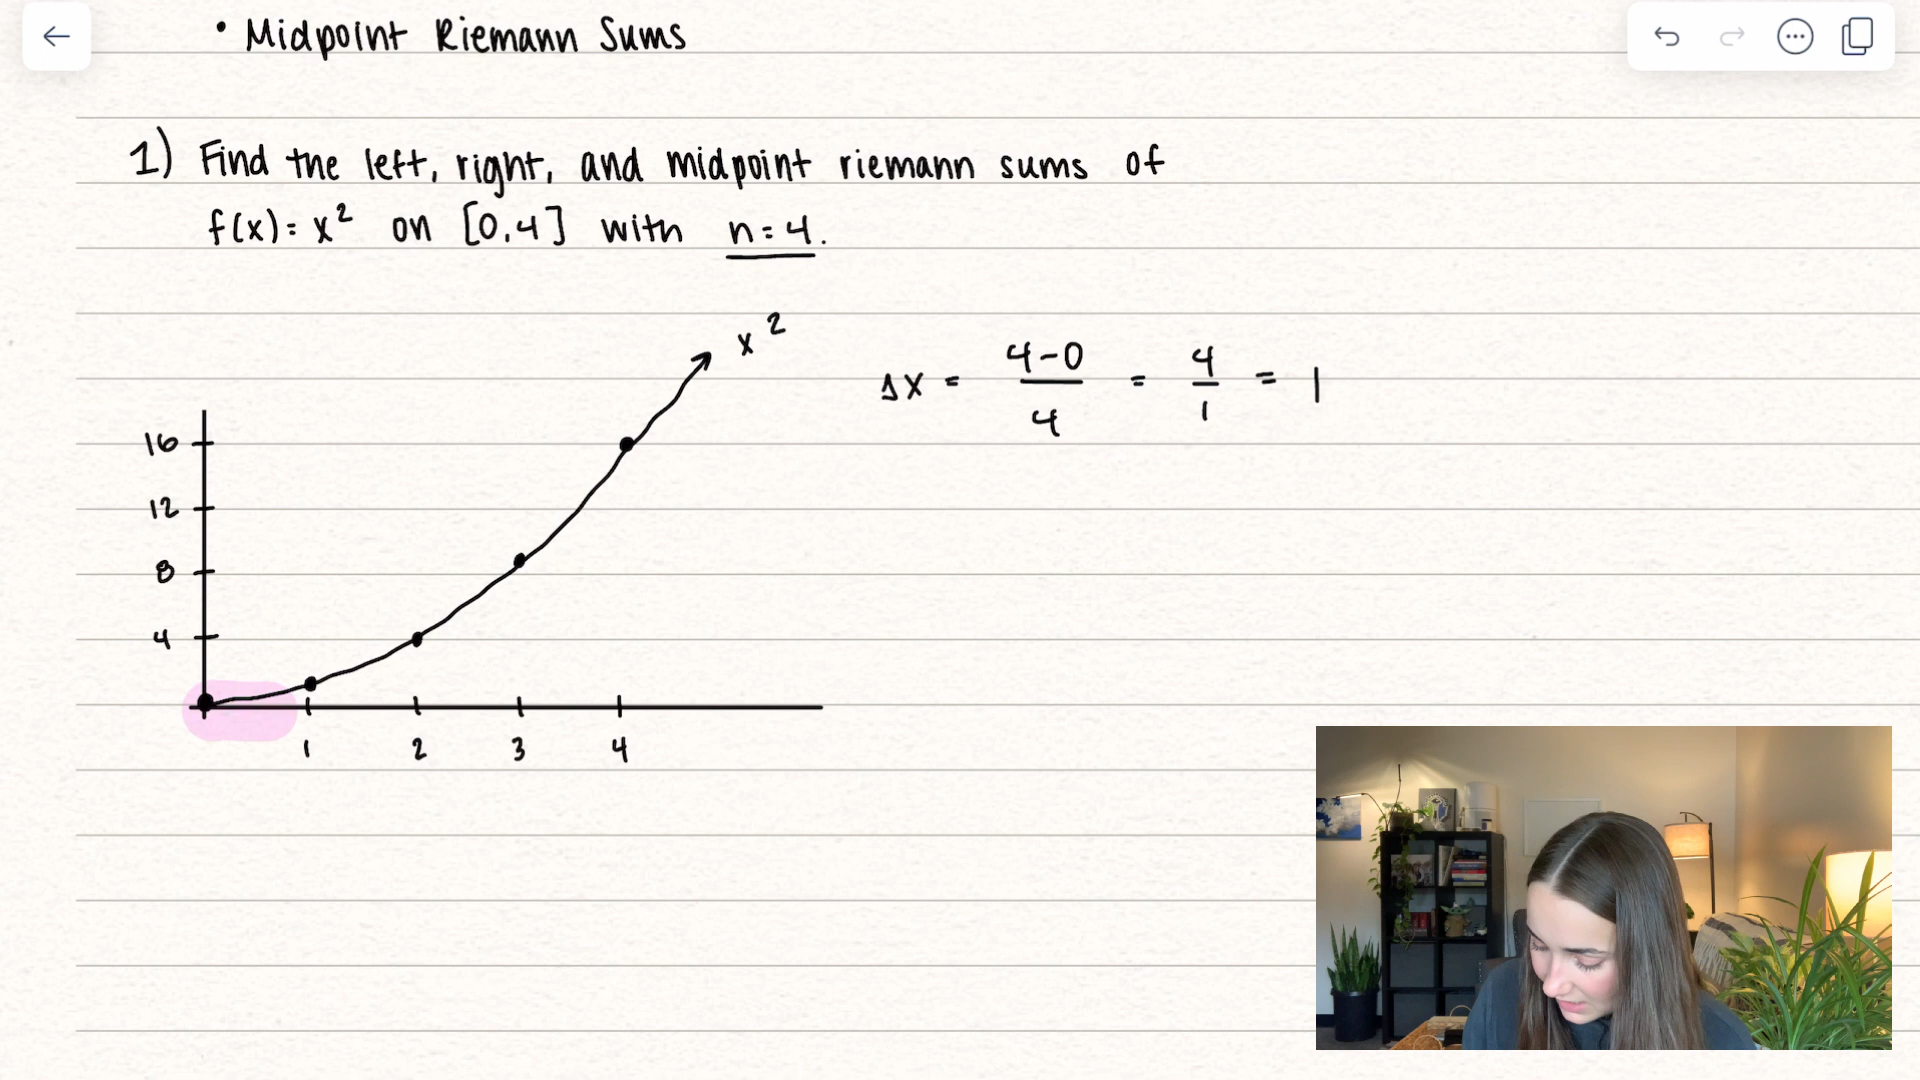 • Midpoint Riemann Sums
1) Find the left, right, and midpoint riemann sums of
f(x) = x² on [0,4] with n = 4.
x²
Δx = 4-0/4 = 4/1 = 1
16
12
8
4
1 2 3 4